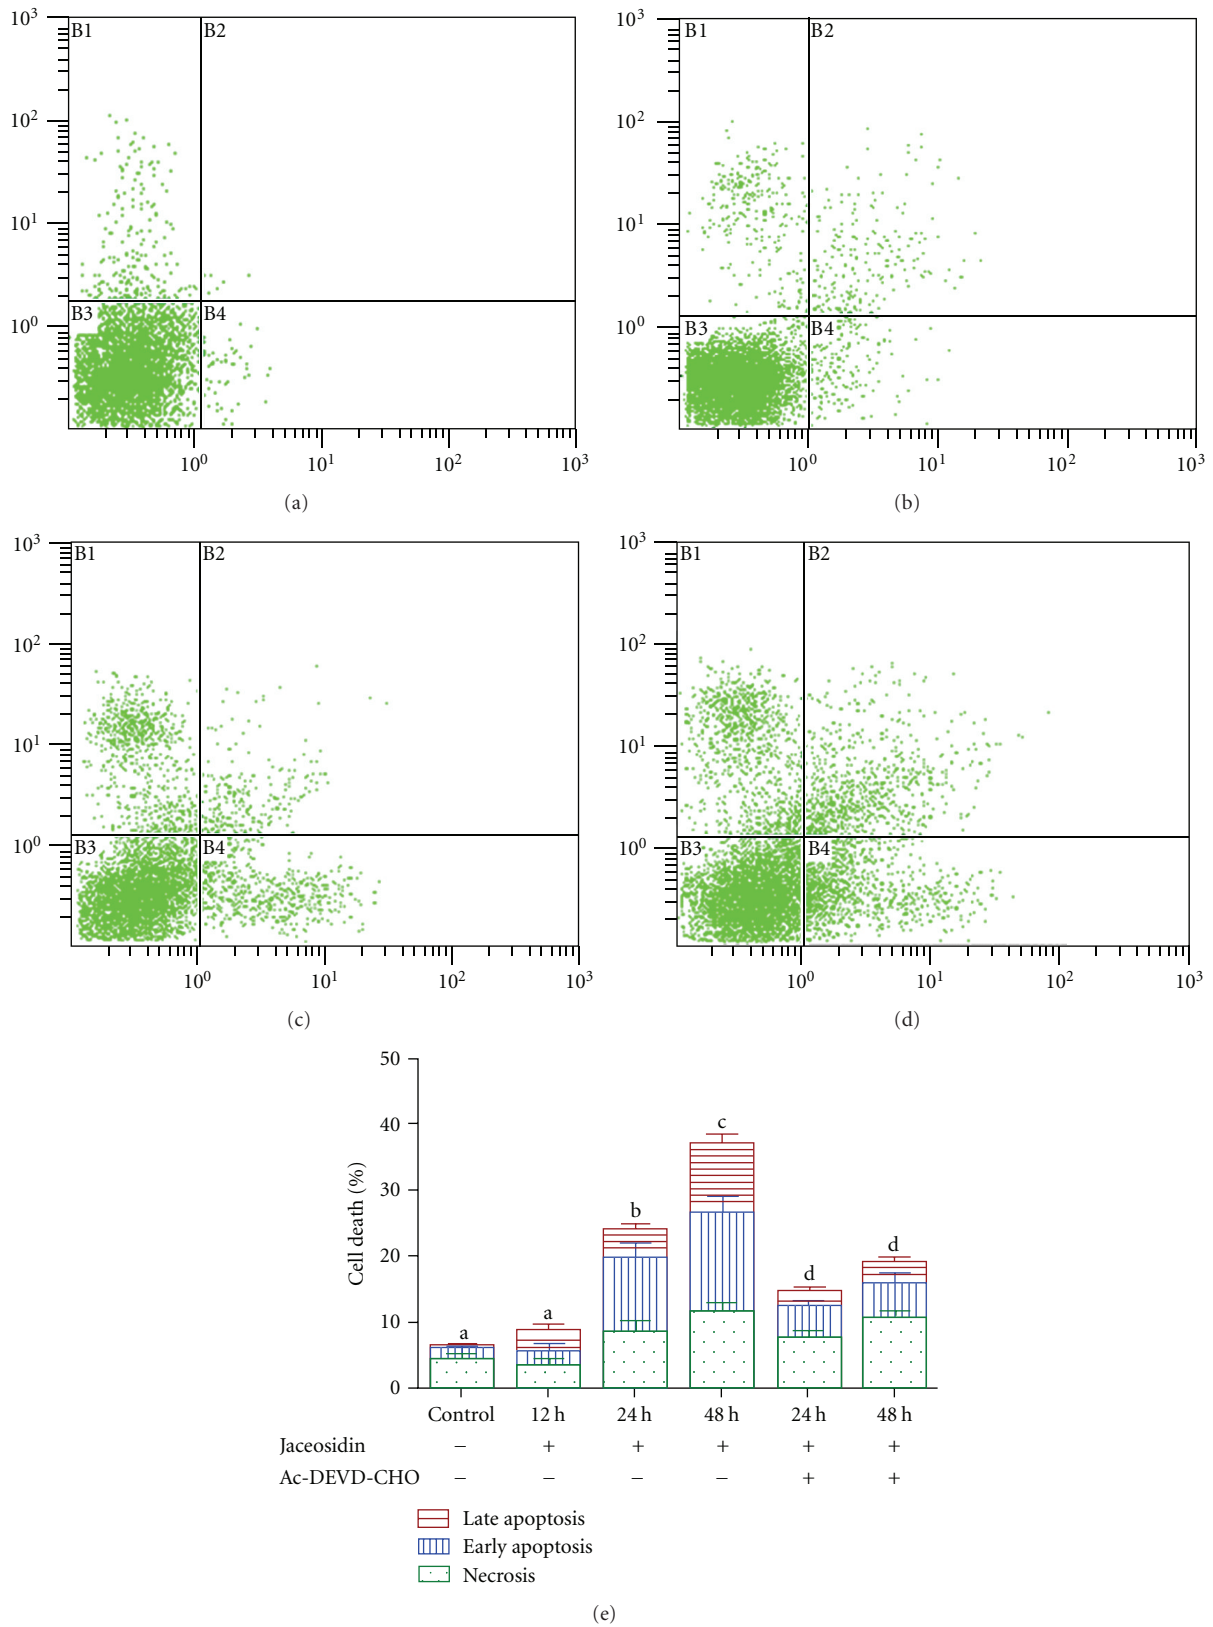 10³
B1 B2
10²
10¹
B3 B4
10⁰
10⁰ 10¹ 10² 10³
(a)
10³
B1 B2
10²
10¹
10⁰
B3 B4
10⁰ 10¹ 10² 10³
(b)
10³
B1 B2
10²
10¹
10⁰
B3 B4
10⁰ 10¹ 10² 10³
(c)
10³
B1 B2
10²
10¹
10⁰
B3 B4
10⁰ 10¹ 10² 10³
(d)
Cell death (%)
50
40
30
20
10
0
a a b c d d
Control 12 h 24 h 48 h 24 h 48 h
Jaceosidin − + + + + +
Ac-DEVD-CHO − − − − + +
Late apoptosis
Early apoptosis
Necrosis
(e)